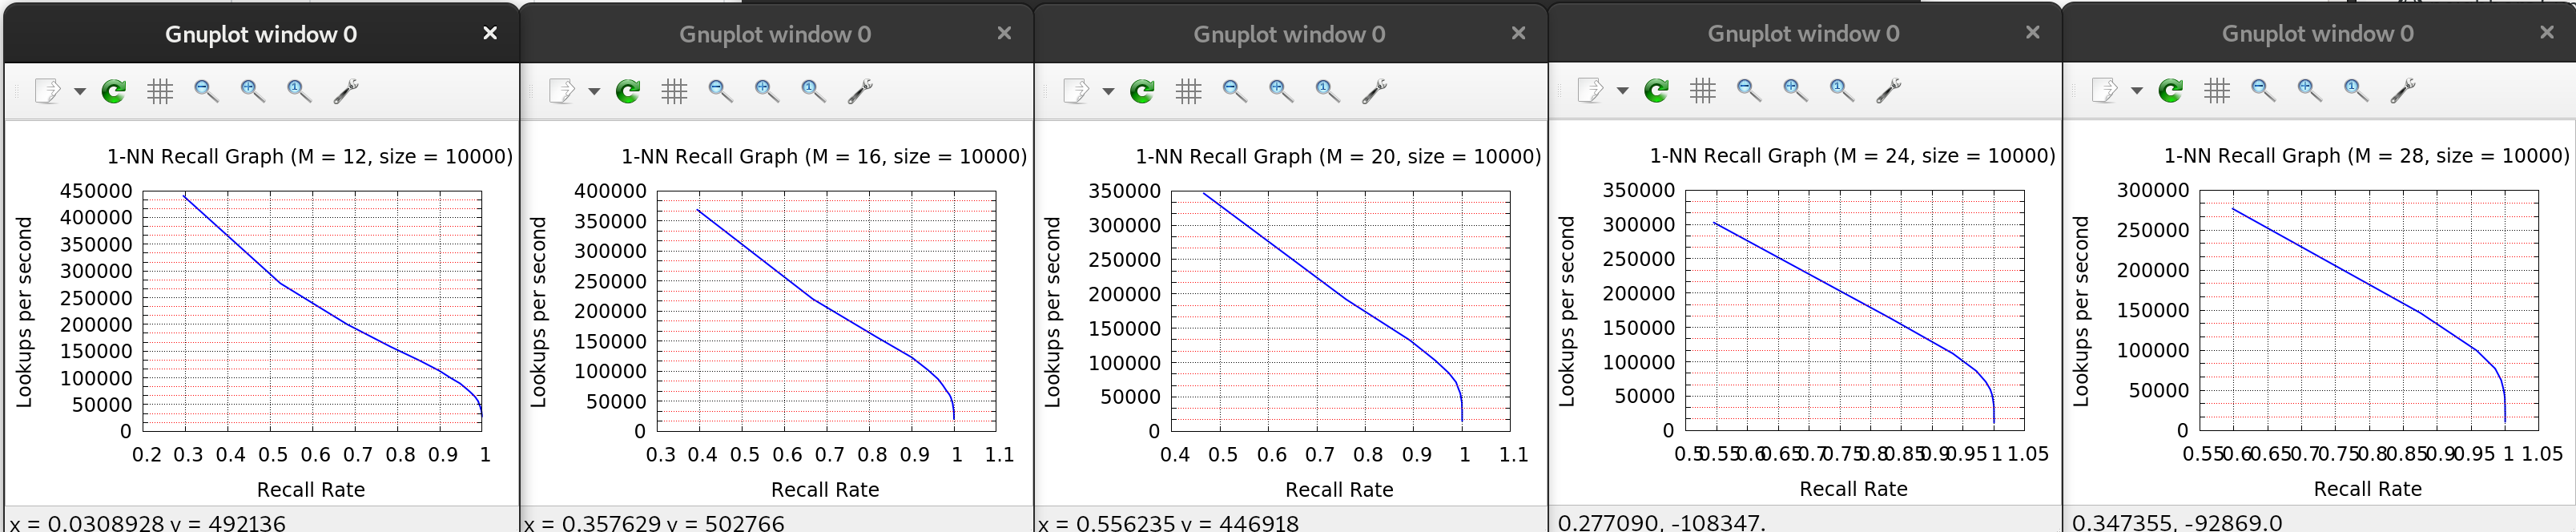 Gnuplot window 0
1-NN Recall Graph (M = 12, size = 10000)
Lookups per second
450000
400000
350000
300000
250000
200000
150000
100000
50000
0
0.2 0.3 0.4 0.5 0.6 0.7 0.8 0.9 1
Recall Rate
x = 0.0308928 y = 492136
Gnuplot window 0
1-NN Recall Graph (M = 16, size = 10000)
Lookups per second
400000
350000
300000
250000
200000
150000
100000
50000
0
0.3 0.4 0.5 0.6 0.7 0.8 0.9 1 1.1
Recall Rate
x = 0.357629 y = 502766
Gnuplot window 0
1-NN Recall Graph (M = 20, size = 10000)
Lookups per second
350000
300000
250000
200000
150000
100000
50000
0
0.4 0.5 0.6 0.7 0.8 0.9 1 1.1
Recall Rate
x = 0.556235 y = 446918
Gnuplot window 0
1-NN Recall Graph (M = 24, size = 10000)
Lookups per second
350000
300000
250000
200000
150000
100000
50000
0
0.5 0.55 0.6 0.65 0.7 0.75 0.8 0.85 0.9 0.95 1 1.05
Recall Rate
0.277090, -108347.
Gnuplot window 0
1-NN Recall Graph (M = 28, size = 10000)
Lookups per second
300000
250000
200000
150000
100000
50000
0
0.55 0.6 0.65 0.7 0.75 0.8 0.85 0.9 0.95 1 1.05
Recall Rate
0.347355, -92869.0